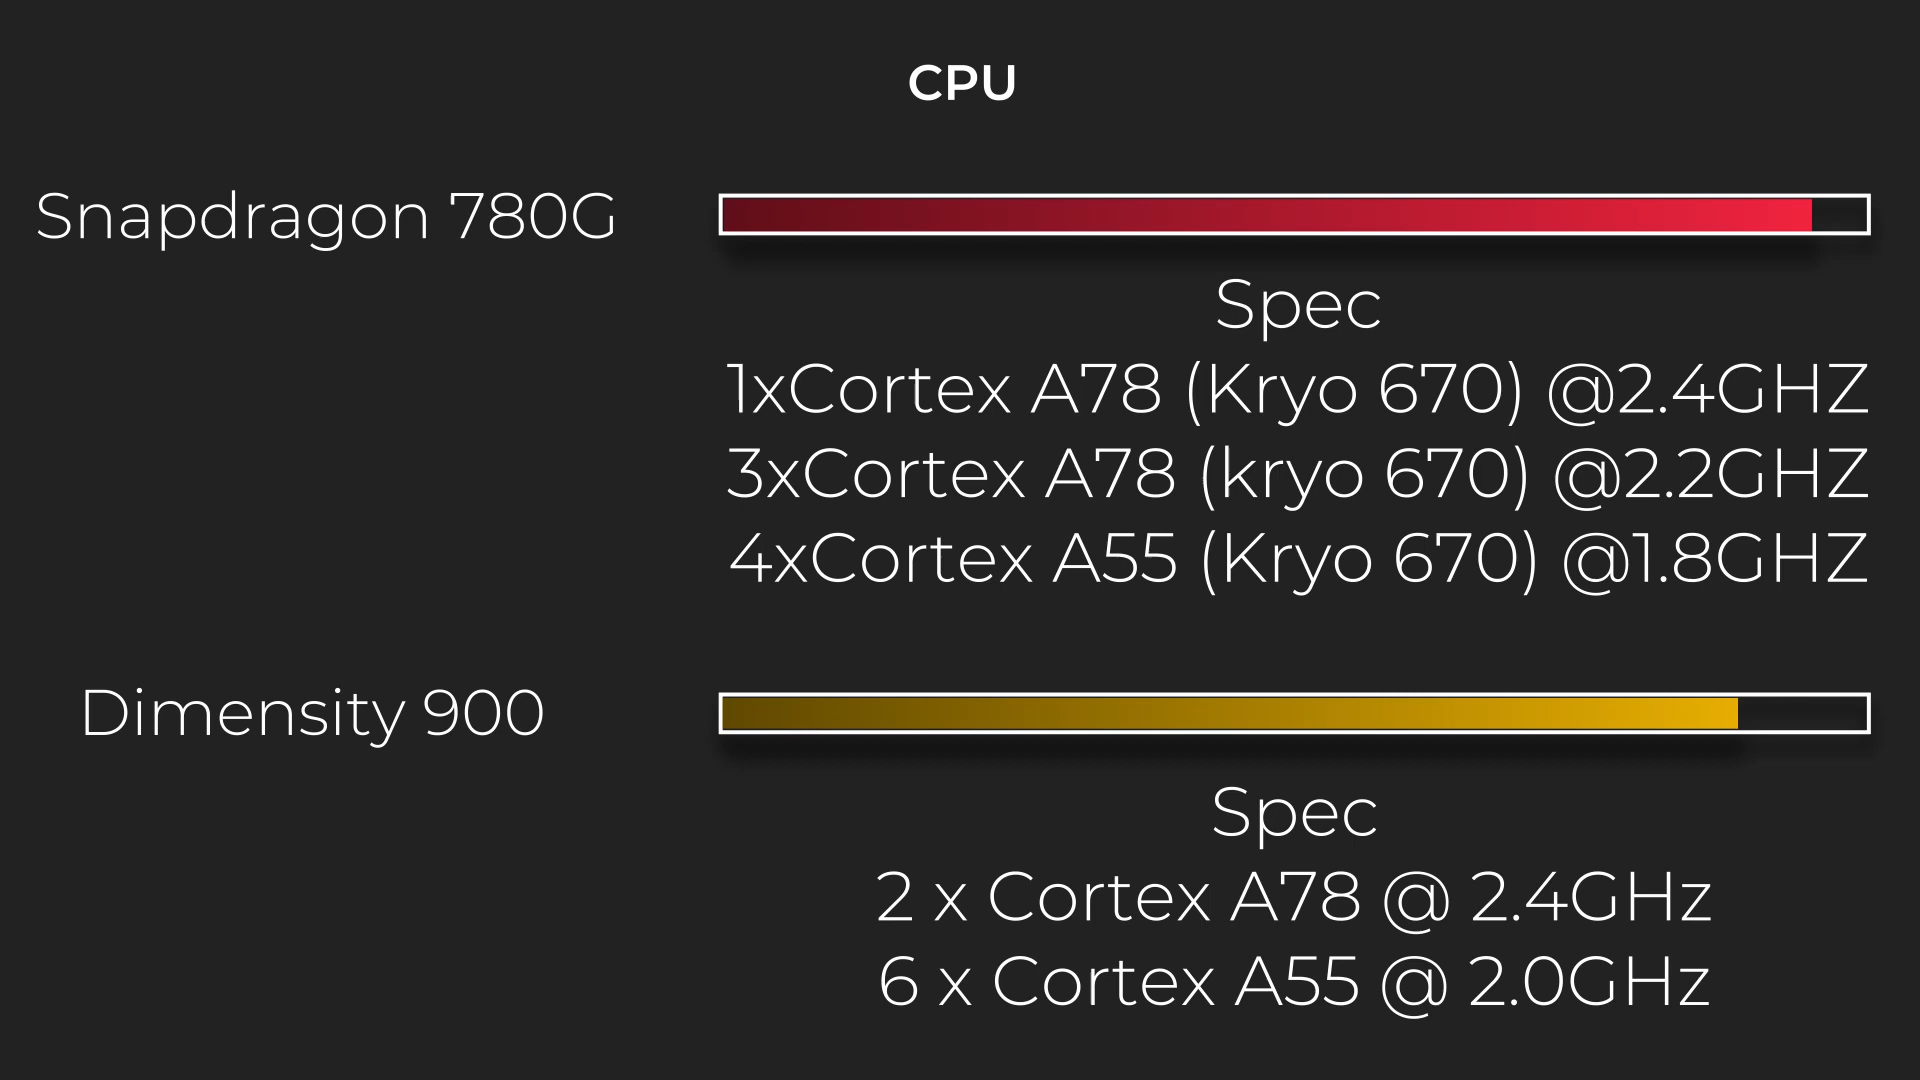 CPU
Snapdragon 780G
Spec
1xCortex A78 (Kryo 670) @2.4GHZ
3xCortex A78 (kryo 670) @2.2GHZ
4xCortex A55 (Kryo 670) @1.8GHZ
Dimensity 900
Spec
2 x Cortex A78 @ 2.4GHz
6 x Cortex A55 @ 2.0GHz